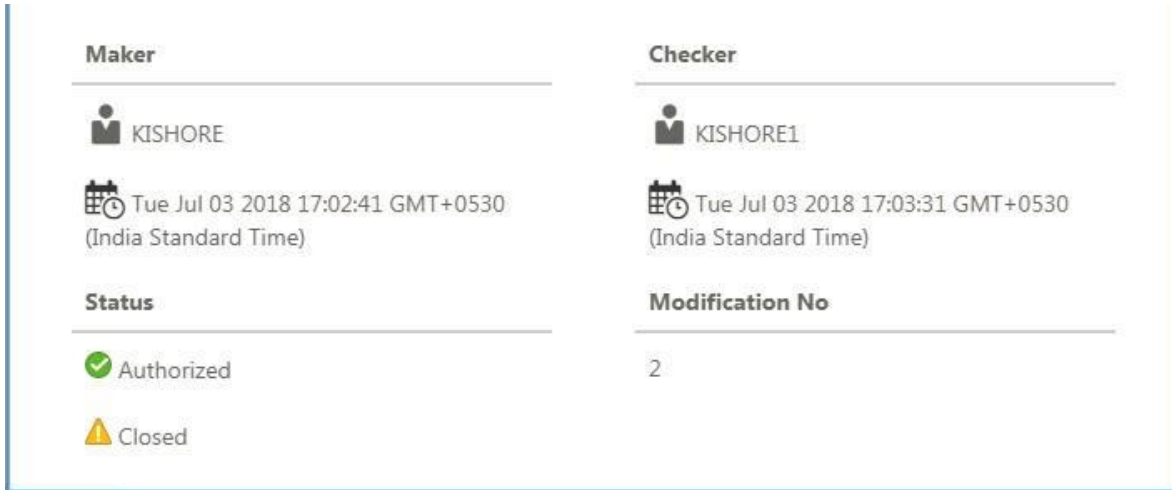 Maker
KISHORE
Tue Jul 03 2018 17:02:41 GMT+0530
(India Standard Time)
Checker
KISHORE1
Tue Jul 03 2018 17:03:31 GMT+0530
(India Standard Time)
Status
Authorized
Closed
Modification No
2